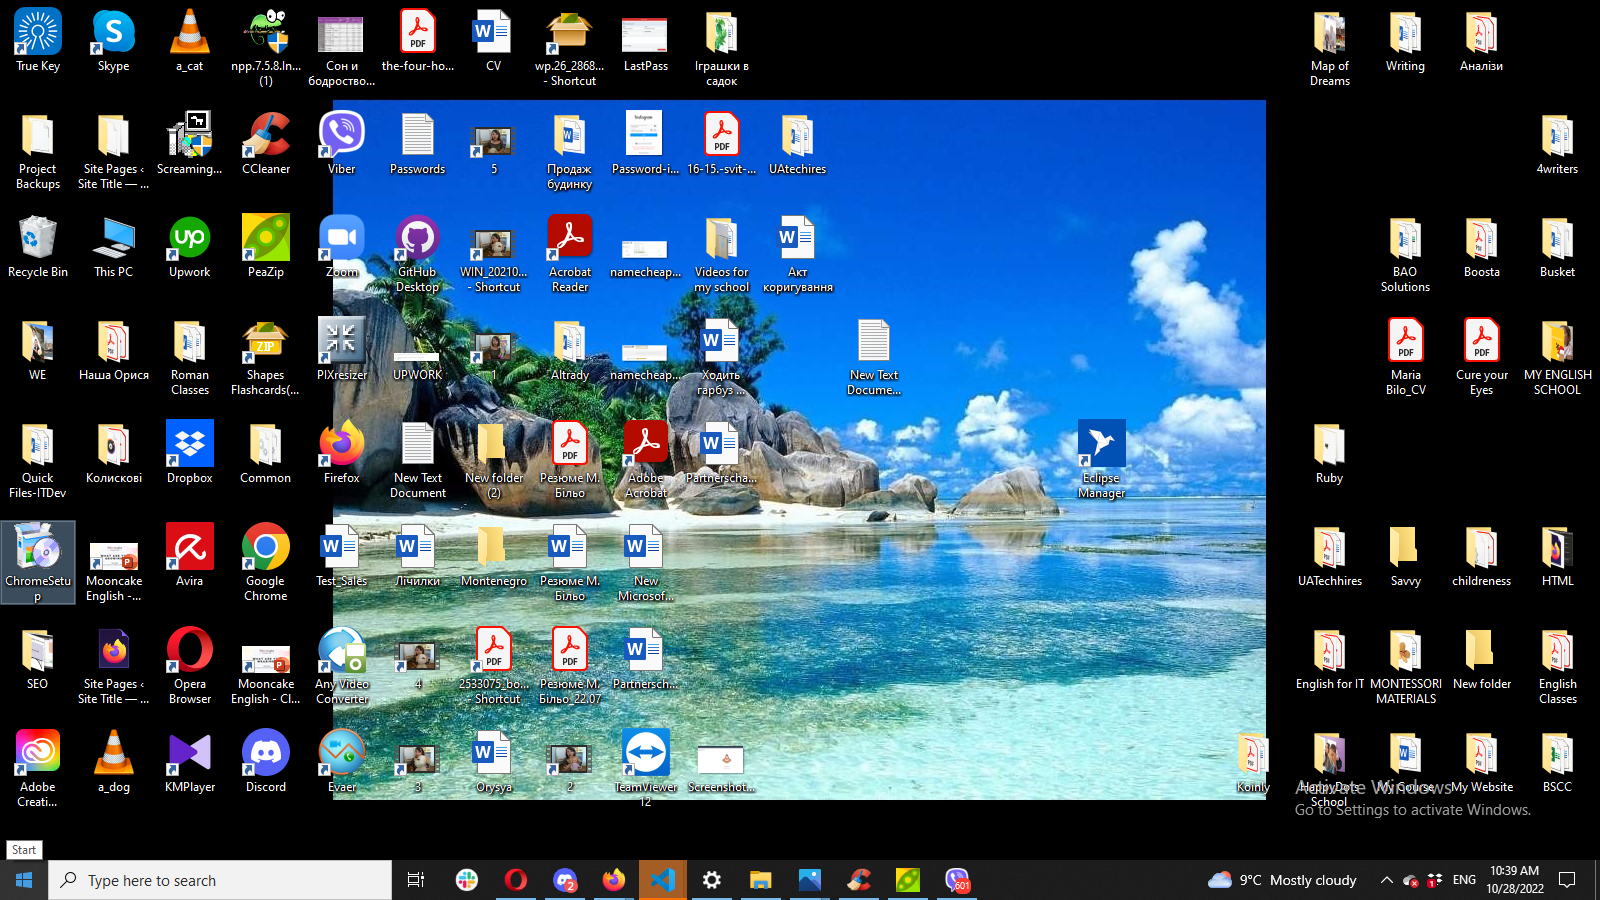 True Key
Skype
a_cat
npp.7.5.8.In...
(1)
Сон и
бодроство...
the-four-ho...
CV
wp.26_2868...
- Shortcut
LastPass
Іграшки в
садок
Map of
Dreams
Writing
Аналізи
Project
Backups
Site Pages ‹
Site Title — ...
Screaming...
CCleaner
Viber
Passwords
5
Продаж
будинку
Password-i...
16-15.-svit-...
UAtechires
4writers
Recycle Bin
This PC
Upwork
PeaZip
Zoom
GitHub
Desktop
WIN_20210...
- Shortcut
Acrobat
Reader
namecheap...
Videos for
my school
Акт
коригування
BAO
Solutions
Boosta
Busket
WE
Наша Орися
Roman
Classes
Shapes
Flashcards(...
PIXresizer
UPWORK
1
Altrady
namecheap...
Ходить
гарбуз ...
New Text
Docume...
Maria
Bilo_CV
Cure your
Eyes
MY ENGLISH
SCHOOL
Quick
Files-ITDev
Колискові
Dropbox
Common
Firefox
New Text
Document
New folder
(2)
Резюме М.
Більо
Adobe
Acrobat
Partnerscha...
Eclipse
Manager
Ruby
ChromeSetu
p
Mooncake
English -...
Avira
Google
Chrome
Test_Sales
Лічилки
Montenegro
Резюме М.
Більо
New
Microsof...
UATechhires
Savvy
childreness
HTML
SEO
Site Pages ‹
Site Title — ...
Opera
Browser
Mooncake
English - Cl...
Any Video
Converter
4
2533075_bo...
- Shortcut
Резюме М.
Більо_22.07
Partnersch...
English for IT
MONTESSORI
MATERIALS
New folder
English
Classes
Adobe
Creati...
a_dog
KMPlayer
Discord
Evaer
3
Orysya
2
TeamViewer
12
Screenshot...
Koinly
HappyDots
School
My Course
My Website
BSCC
Activate Windows
Go to Settings to activate Windows.
Start
Type here to search
2
601
9°C Mostly cloudy
1
ENG
10:39 AM
10/28/2022